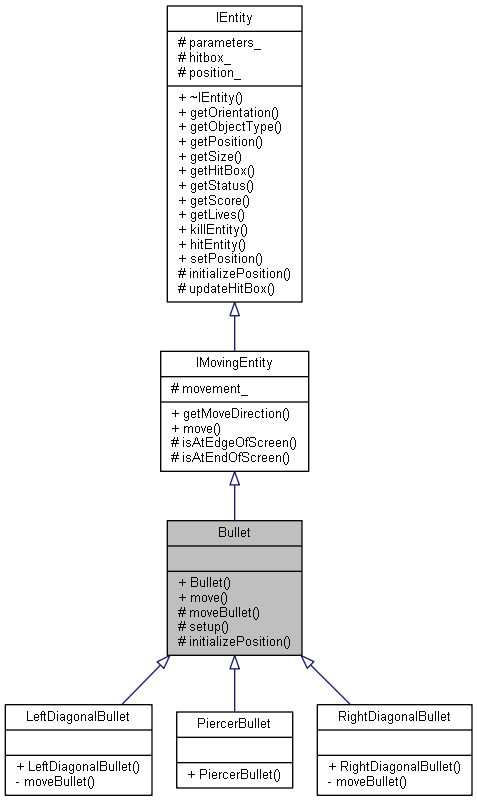 IEntity
# parameters_
# hitbox_
# position_
+ ~IEntity()
+ getOrientation()
+ getObjectType()
+ getPosition()
+ getSize()
+ getHitBox()
+ getStatus()
+ getScore()
+ getLives()
+ killEntity()
+ hitEntity()
+ setPosition()
# initializePosition()
# updateHitBox()
IMovingEntity
# movement_
+ getMoveDirection()
+ move()
# isAtEdgeOfScreen()
# isAtEndOfScreen()
Bullet
+ Bullet()
+ move()
# moveBullet()
# setup()
# initializePosition()
LeftDiagonalBullet
+ LeftDiagonalBullet()
- moveBullet()
PiercerBullet
+ PiercerBullet()
RightDiagonalBullet
+ RightDiagonalBullet()
- moveBullet()